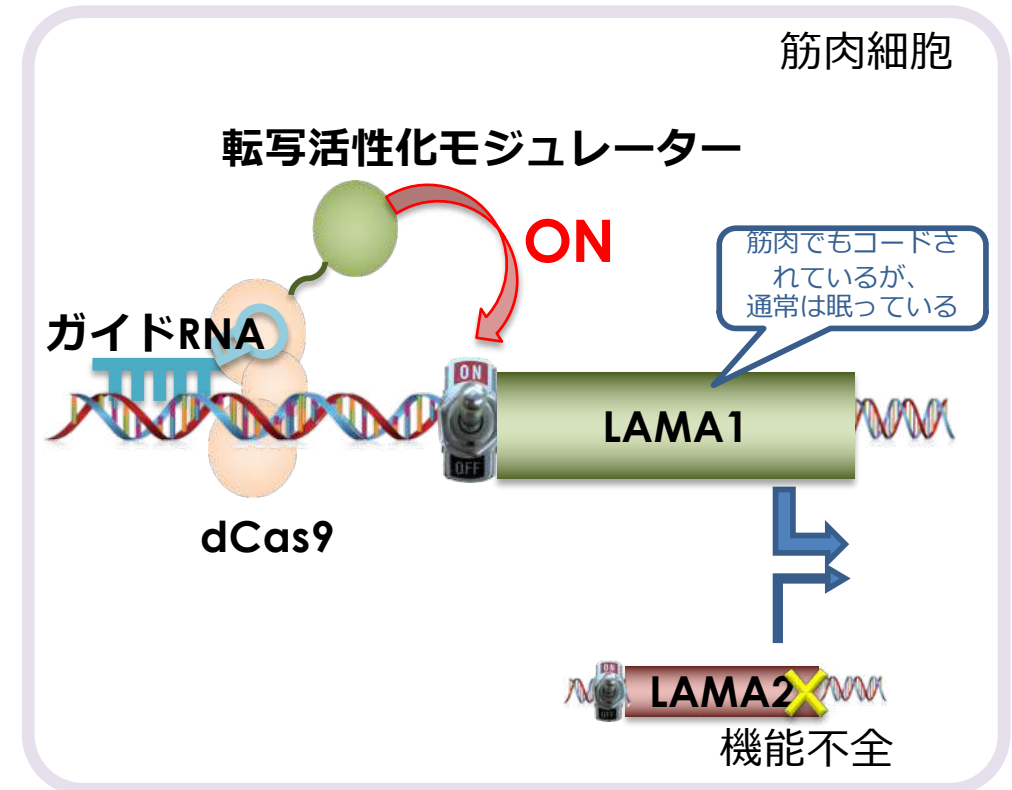 筋肉細胞
転写活性化モジュレーター
ON
筋肉でもコードさ
れているが、
通常は眠っている
ガイドRNA
ON
OFF
LAMA1
dCas9
ON
OFF
LAMA2
機能不全